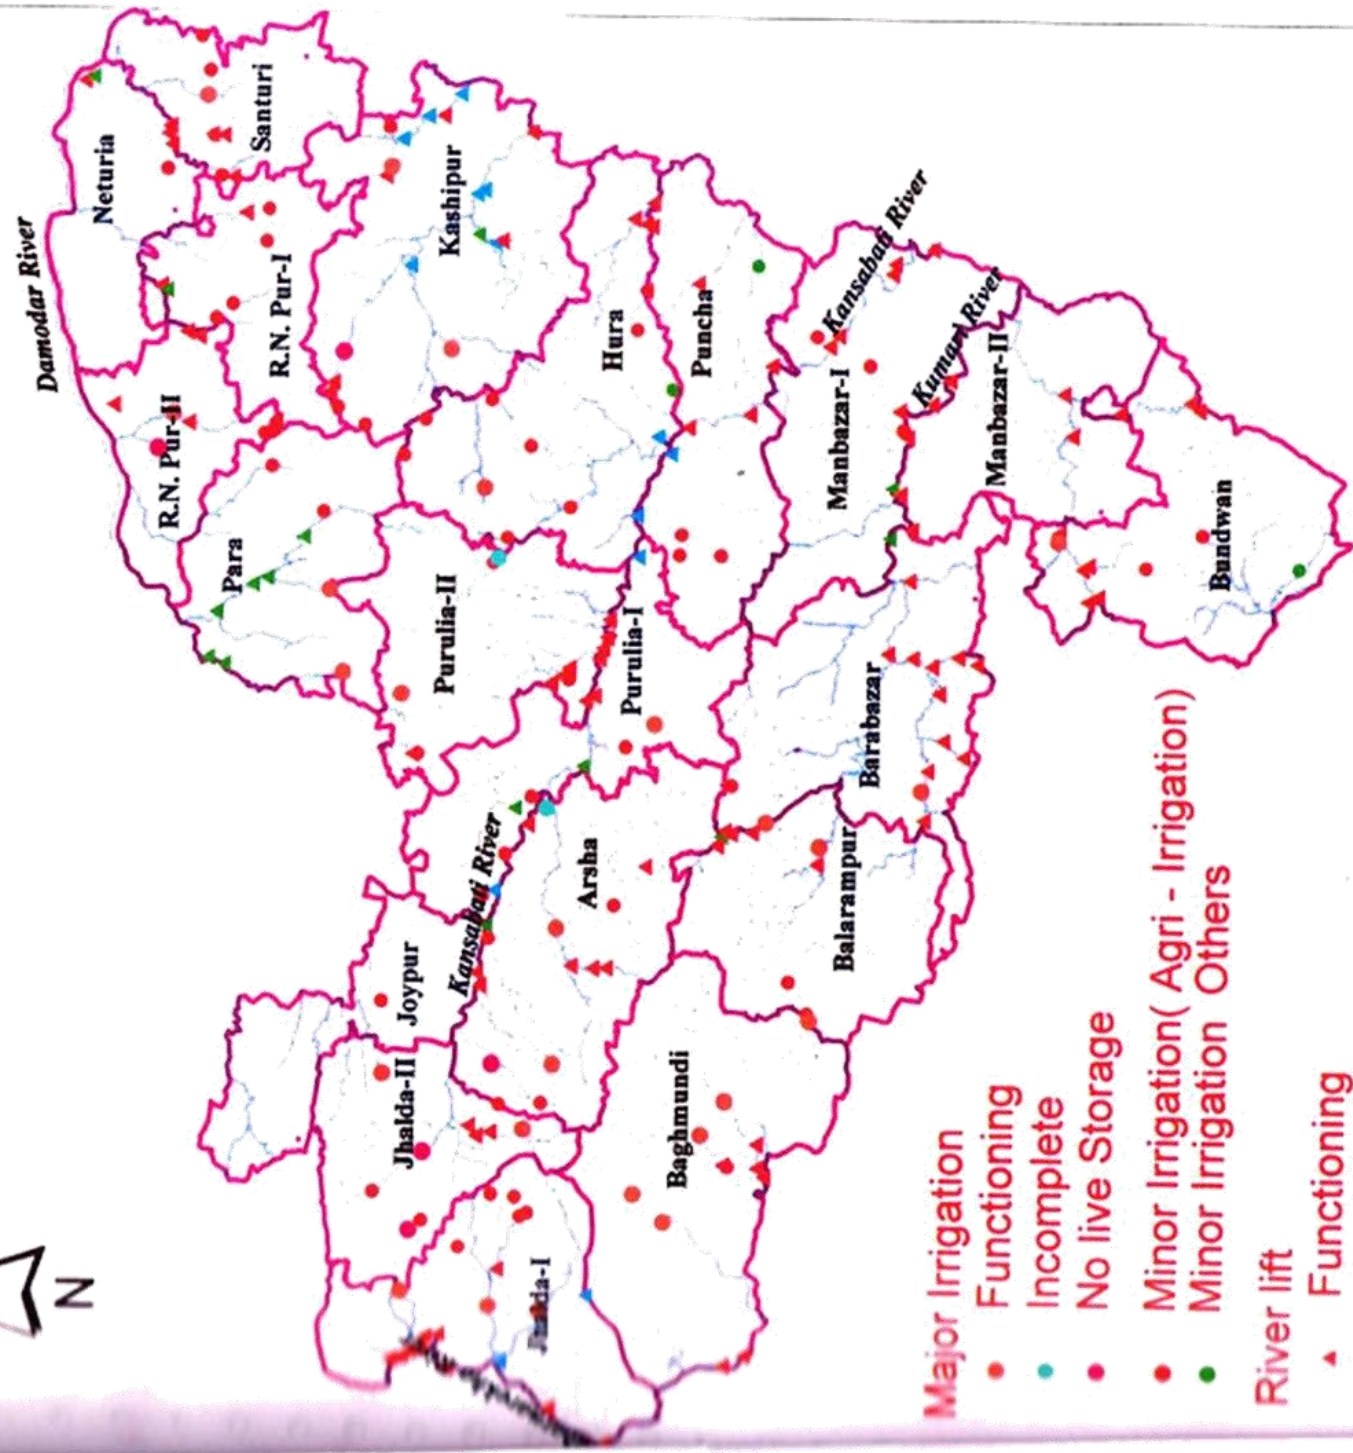 Damodar River
Neturia
Santuri
R.N. Pur-II
R.N. Pur-I
Kashipur
Para
Hura
Puncha
Purulia-II
Purulia-I
Kansabati River
Kumari River
Manbazar-I
Manbazar-II
Bundwan
Barabazar
Kansabati River
Arsha
Balarampur
Joypur
Jhalda-II
Baghmundi
Jhalda-I
N
Major Irrigation
Functioning
Incomplete
No live Storage
Minor Irrigation( Agri - Irrigation)
Minor Irrigation Others
River lift
Functioning